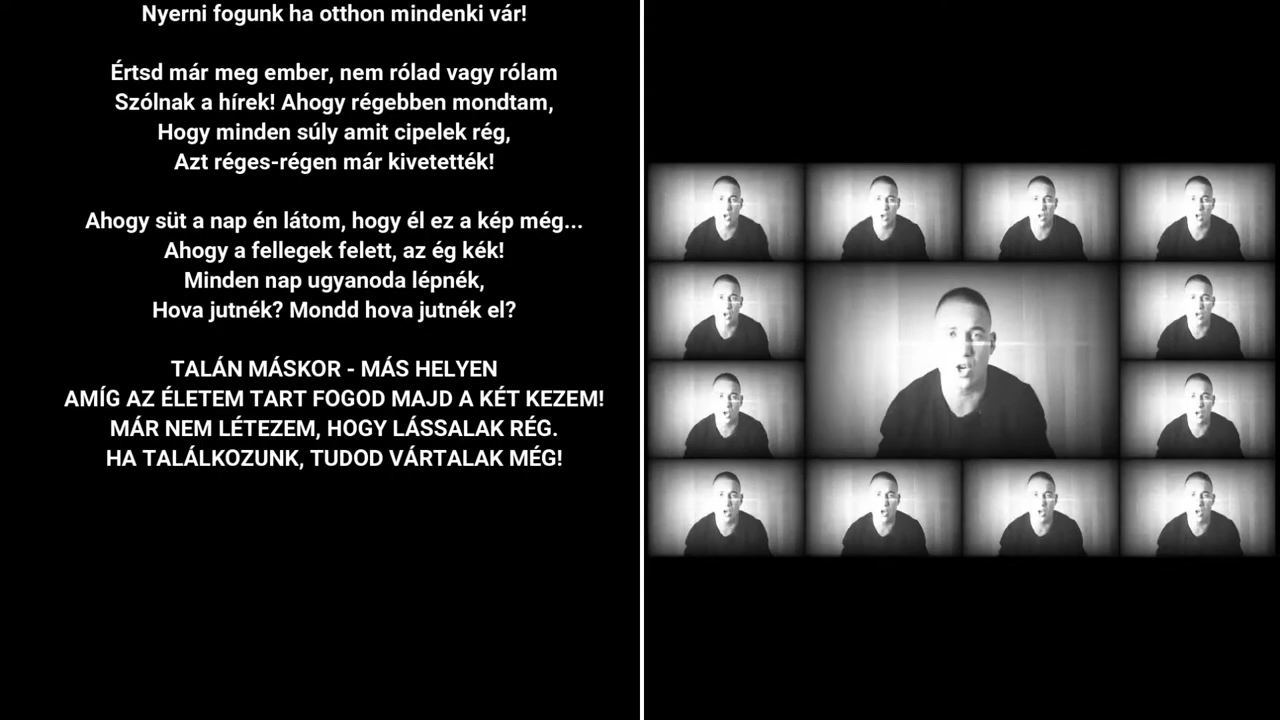 Nyerni fogunk ha otthon mindenki vár!
Értsd már meg ember, nem rólad vagy rólam
Szólnak a hírek! Ahogy régebben mondtam,
Hogy minden súly amit cipelek rég,
Azt réges-régen már kivetették!
Ahogy süt a nap én látom, hogy él ez a kép még...
Ahogy a fellegek felett, az ég kék!
Minden nap ugyanoda lépnék,
Hova jutnék? Mondd hova jutnék el?
TALÁN MÁSKOR - MÁS HELYEN
AMÍG AZ ÉLETEM TART FOGOD MAJD A KÉT KEZEM!
MÁR NEM LÉTEZEM, HOGY LÁSSALAK RÉG.
HA TALÁLKOZUNK, TUDOD VÁRTALAK MÉG!